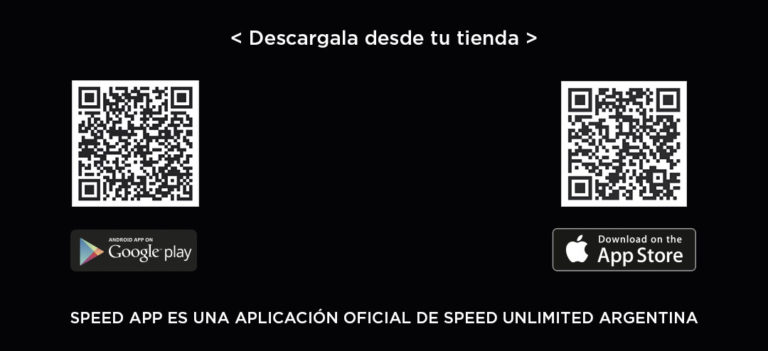 < Descargala desde tu tienda >
ANDROID APP ON
Google play
Download on the
App Store
SPEED APP ES UNA APLICACIÓN OFICIAL DE SPEED UNLIMITED ARGENTINA